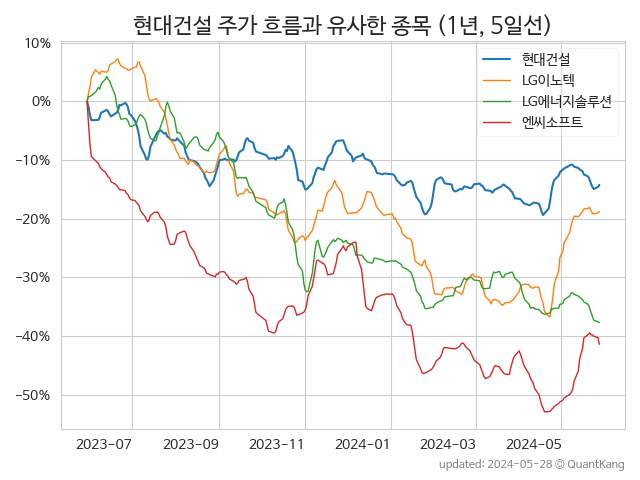 현대건설 주가 흐름과 유사한 종목 (1년, 5일선)
현대건설
LG이노텍
LG에너지솔루션
엔씨소프트
10%
0%
−10%
−20%
−30%
−40%
−50%
2023-07
2023-09
2023-11
2024-01
2024-03
2024-05
updated: 2024-05-28 © QuantKang